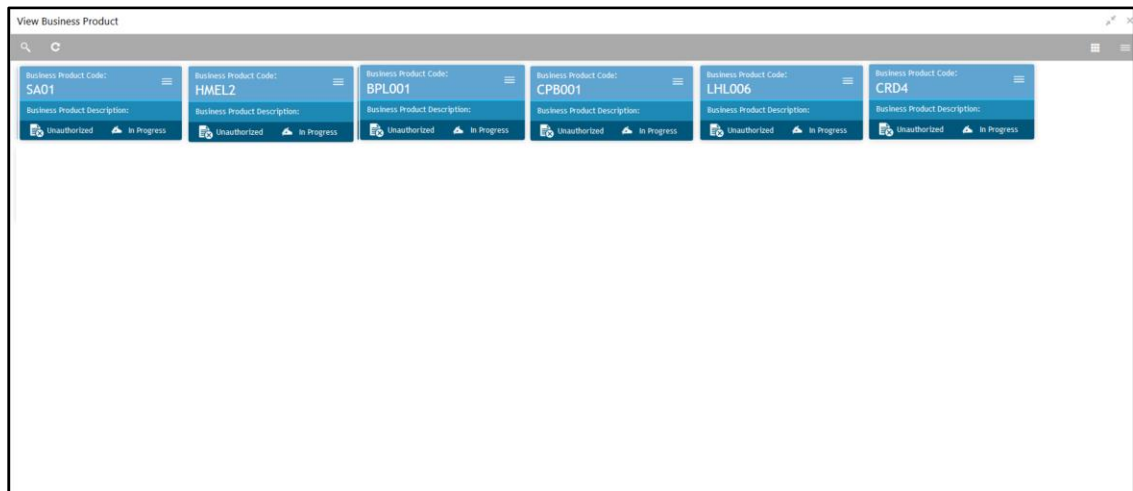 View Business Product
Business Product Code:
SA01
Business Product Description:
Unauthorized In Progress
Business Product Code:
HMEL2
Business Product Description:
Unauthorized In Progress
Business Product Code:
BPL001
Business Product Description:
Unauthorized In Progress
Business Product Code:
CPB001
Business Product Description:
Unauthorized In Progress
Business Product Code:
LHL006
Business Product Description:
Unauthorized In Progress
Business Product Code:
CRD4
Business Product Description:
Unauthorized In Progress